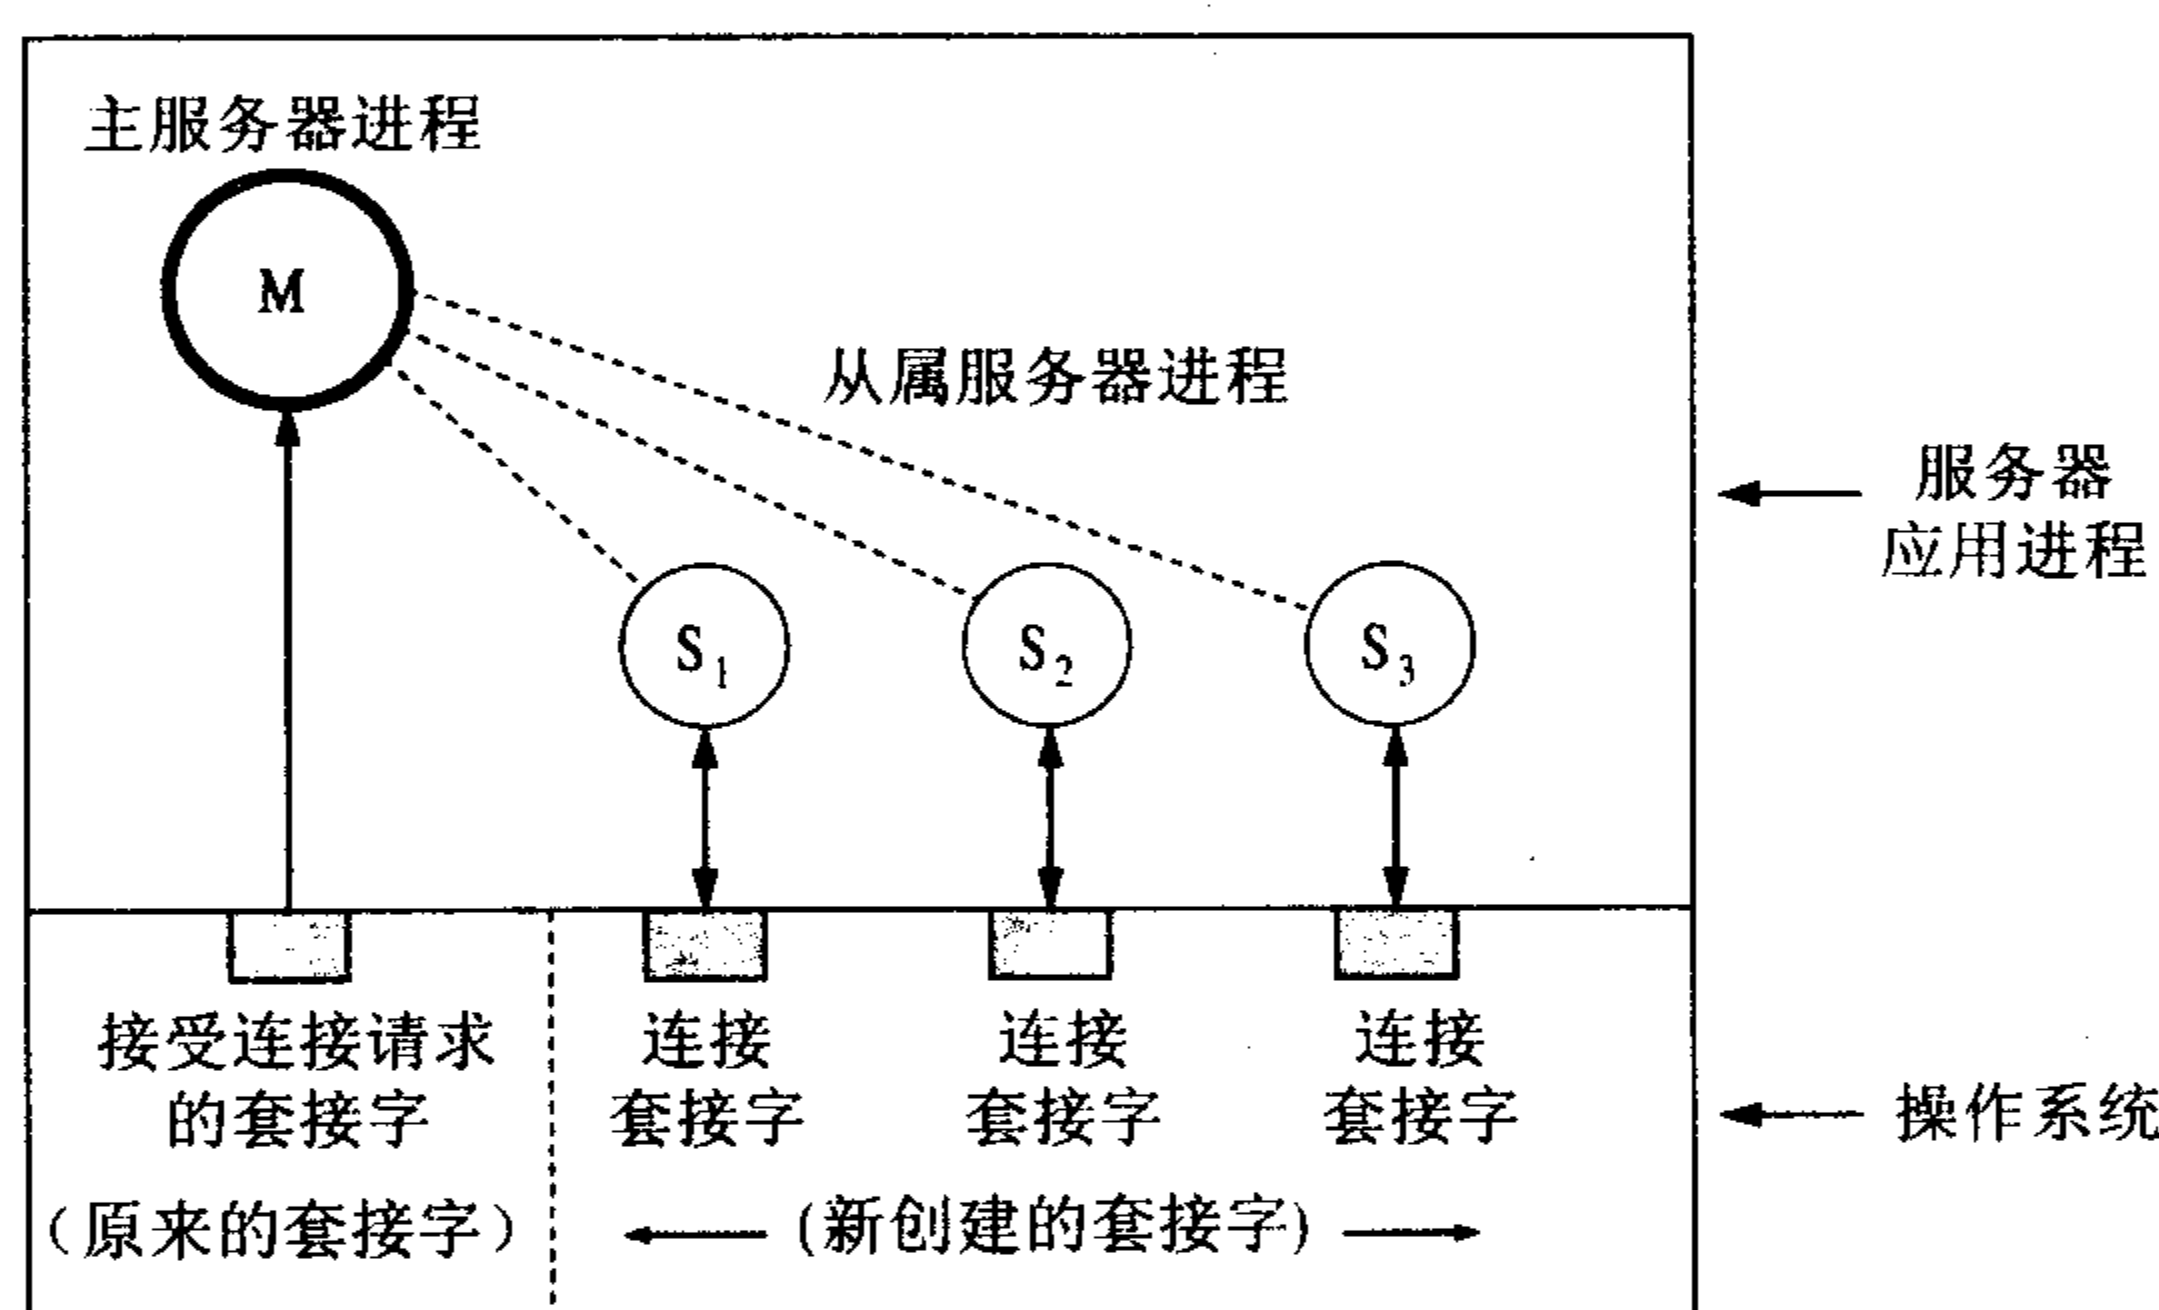 主服务器进程
M
从属服务器进程
服务器
应用进程
S1
S2
S3
接受连接请求
的套接字
连接
套接字
连接
套接字
连接
套接字
操作系统
（原来的套接字）
(新创建的套接字)